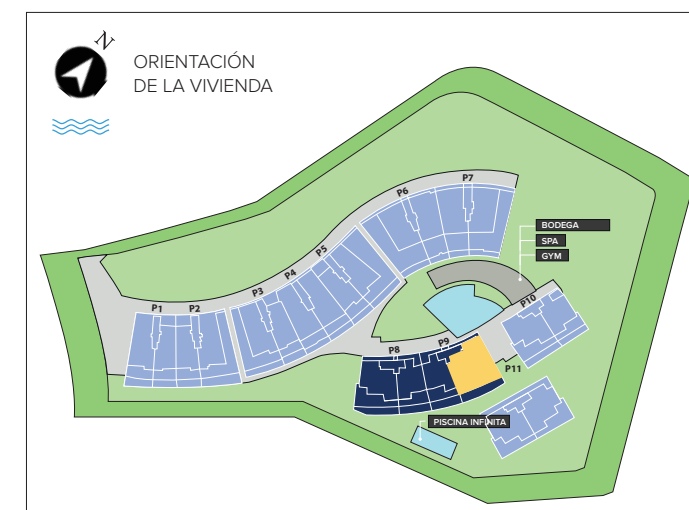 N
ORIENTACIÓN
DE LA VIVIENDA
P7
P6
BODEGA
SPA
GYM
P5
P4
P3
P1
P2
P10
P9
P8
P11
PISCINA INFINITA